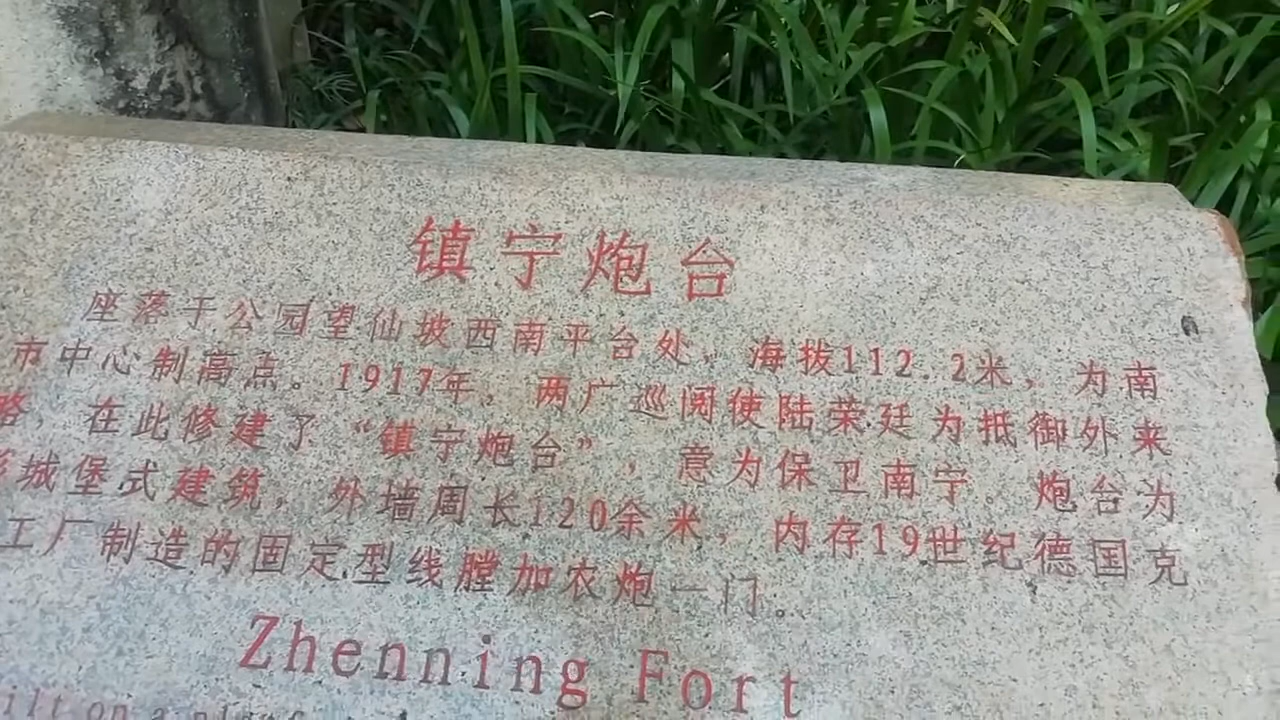 镇宁炮台
座落于公园望仙坡西南平台处。海拔112.2米，为南
市中心制高点。1917年，两广巡阅使陆荣廷为抵御外来
略，在此修建了“镇宁炮台”，意为保卫南宁 炮台为
城堡式建筑，外墙周长120余米，内存19世纪德国克
工厂制造的固定型线膛加农炮一门。
Zhenning Fort
ilt on a